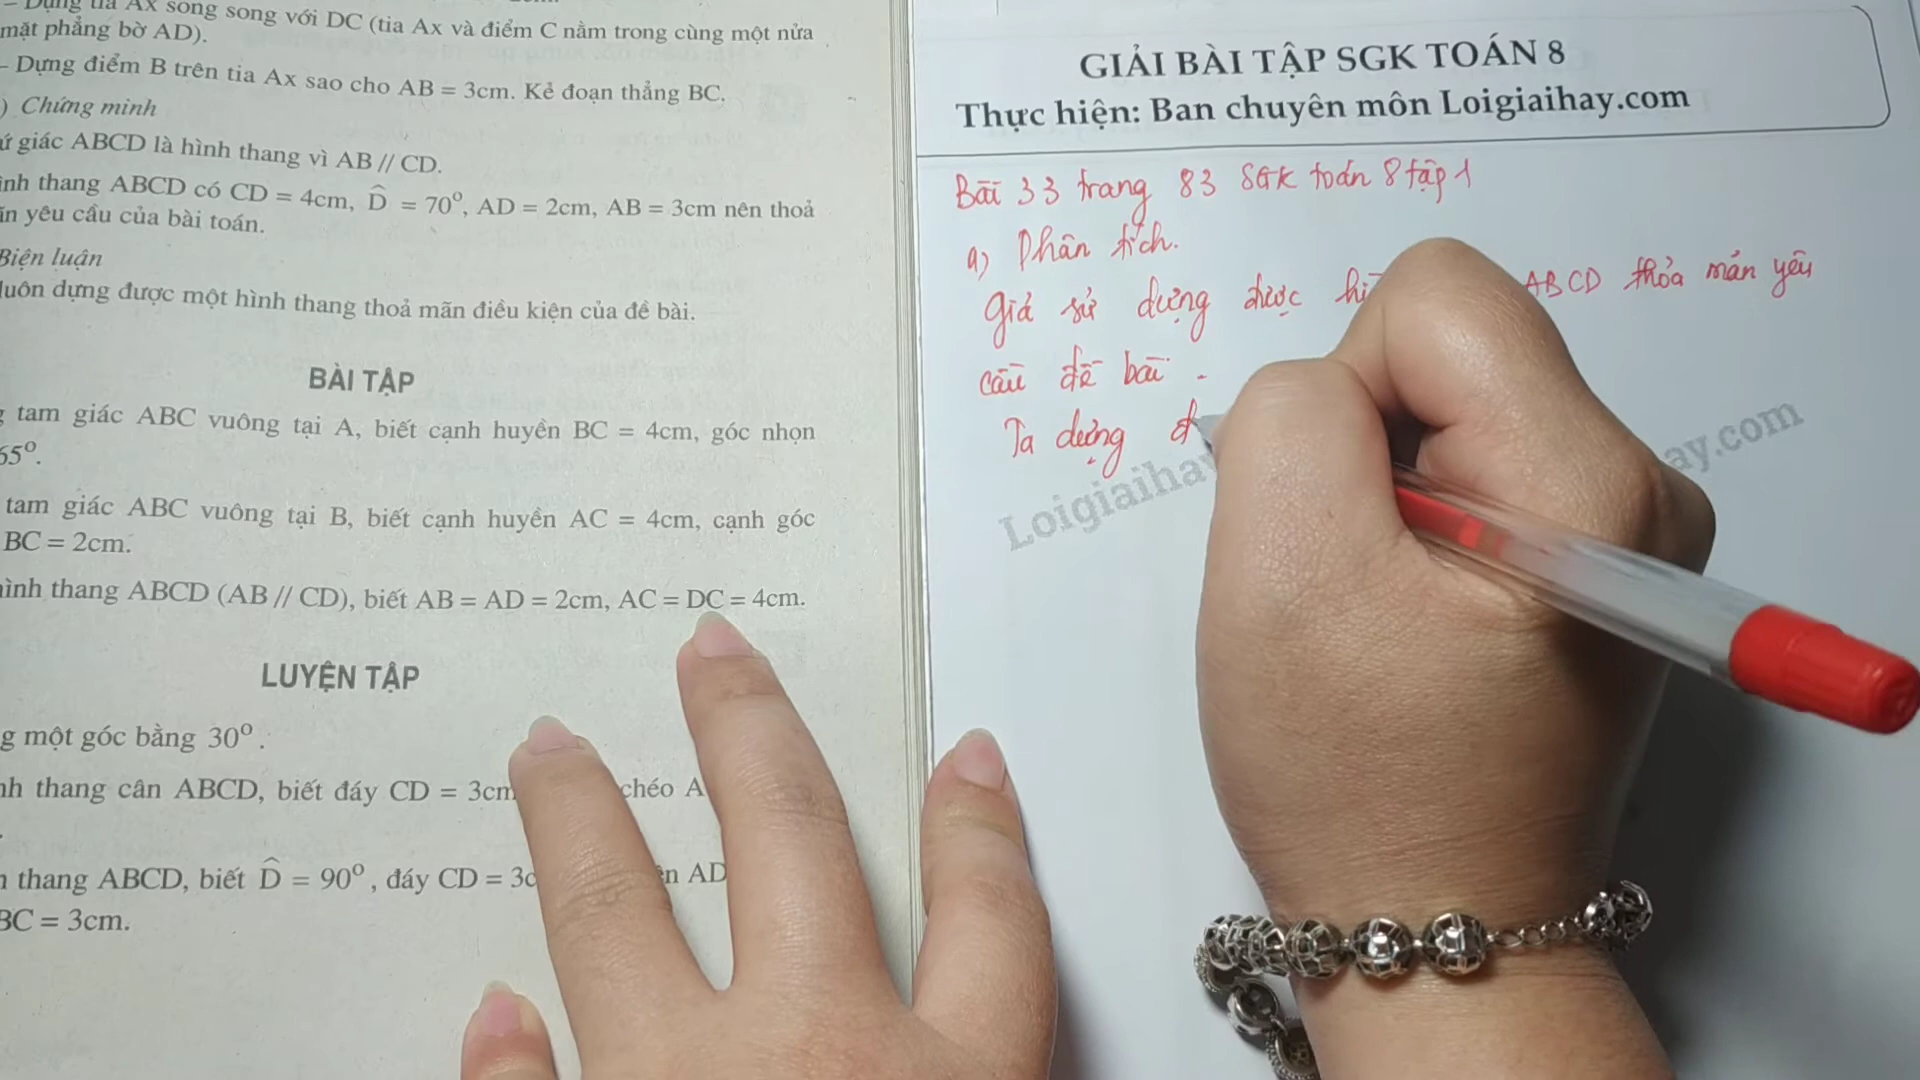 Dựng tia Ax song song với DC (tia Ax và điểm C nằm trong cùng một nửa
mặt phẳng bờ AD).
– Dựng điểm B trên tia Ax sao cho AB = 3cm. Kẻ đoạn thẳng BC.
) Chứng minh
ứ giác ABCD là hình thang vì AB // CD.
ình thang ABCD có CD = 4cm, D̂ = 70°, AD = 2cm, AB = 3cm nên thoả
ãn yêu cầu của bài toán.
Biện luận
luôn dựng được một hình thang thoả mãn điều kiện của đề bài.
BÀI TẬP
g tam giác ABC vuông tại A, biết cạnh huyền BC = 4cm, góc nhọn
65°.
tam giác ABC vuông tại B, biết cạnh huyền AC = 4cm, cạnh góc
BC = 2cm.
hình thang ABCD (AB // CD), biết AB = AD = 2cm, AC = DC = 4cm.
LUYỆN TẬP
g một góc bằng 30°.
nh thang cân ABCD, biết đáy CD = 3cm chéo A
n thang ABCD, biết D̂ = 90°, đáy CD = 3c ên AD
BC = 3cm.
GIẢI BÀI TẬP SGK TOÁN 8
Thực hiện: Ban chuyên môn Loigiaihay.com
Bài 33 trang 83 SGK toán 8 tập 1
a) Phân tích.
Giả sử dựng được hì ABCD thỏa mãn yêu
cầu đề bài.
Ta dựng đ
Loigiaihay ay.com